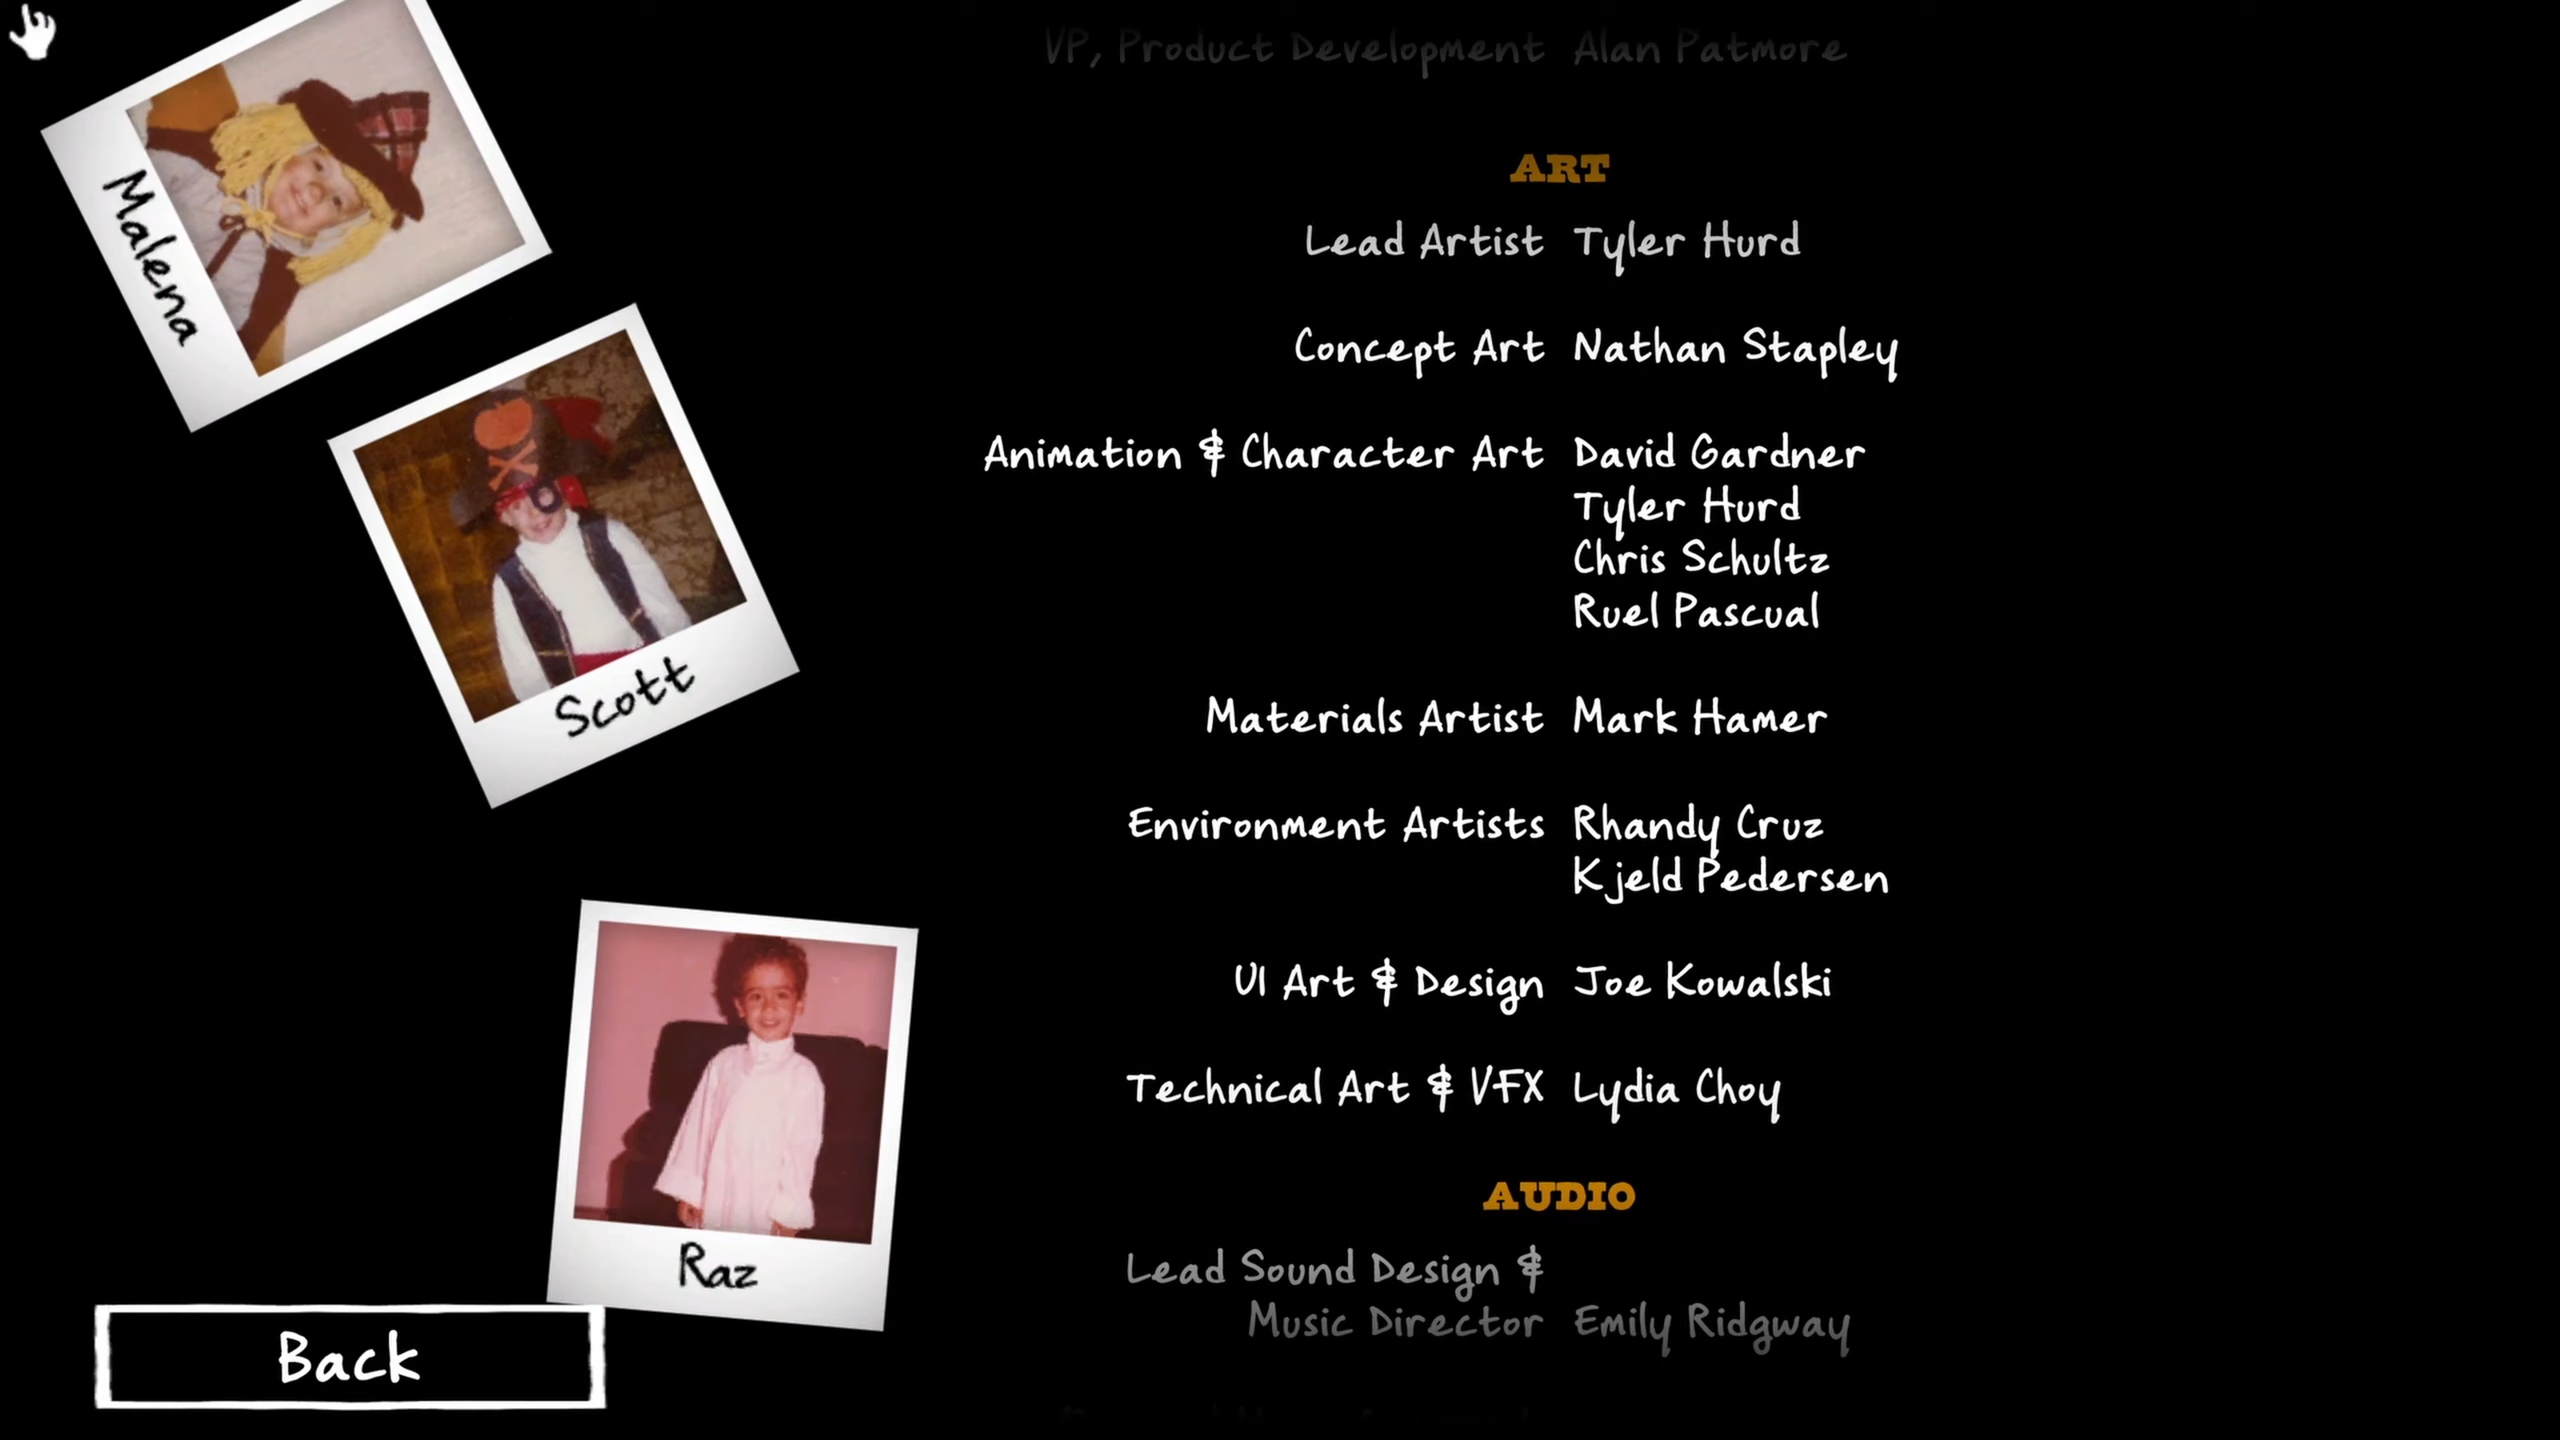 Malena
Scott
Raz
Back
VP, Product Development Alan Patmore
ART
Lead Artist Tyler Hurd
Concept Art Nathan Stapley
Animation & Character Art David Gardner
Tyler Hurd
Chris Schultz
Ruel Pascual
Materials Artist Mark Hamer
Environment Artists Rhandy Cruz
Kjeld Pedersen
UI Art & Design Joe Kowalski
Technical Art & VFX Lydia Choy
AUDIO
Lead Sound Design &
Music Director Emily Ridgway